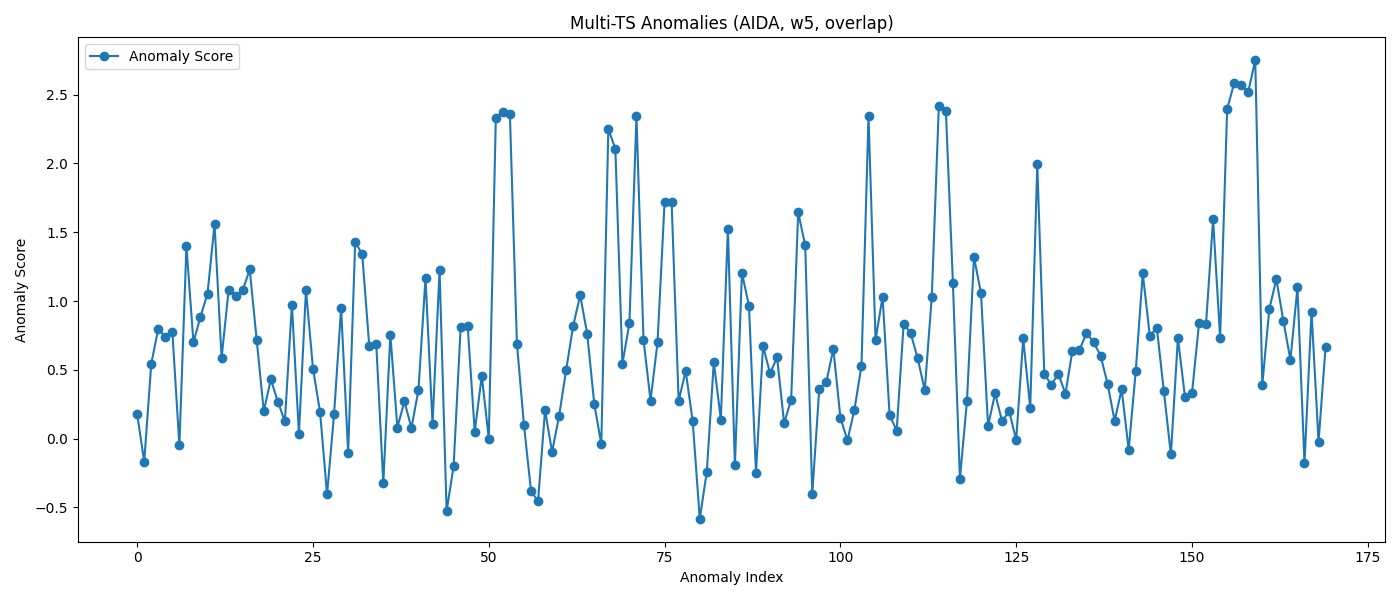 Multi-TS Anomalies (AIDA, w5, overlap)
Anomaly Score
Anomaly Score
2.5
2.0
1.5
1.0
0.5
0.0
−0.5
0 25 50 75 100 125 150 175
Anomaly Index